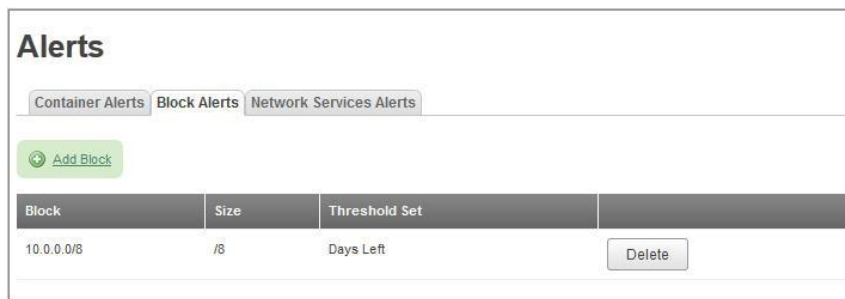 Alerts
Container Alerts Block Alerts Network Services Alerts
Add Block
Block Size Threshold Set
10.0.0.0/8 /8 Days Left Delete